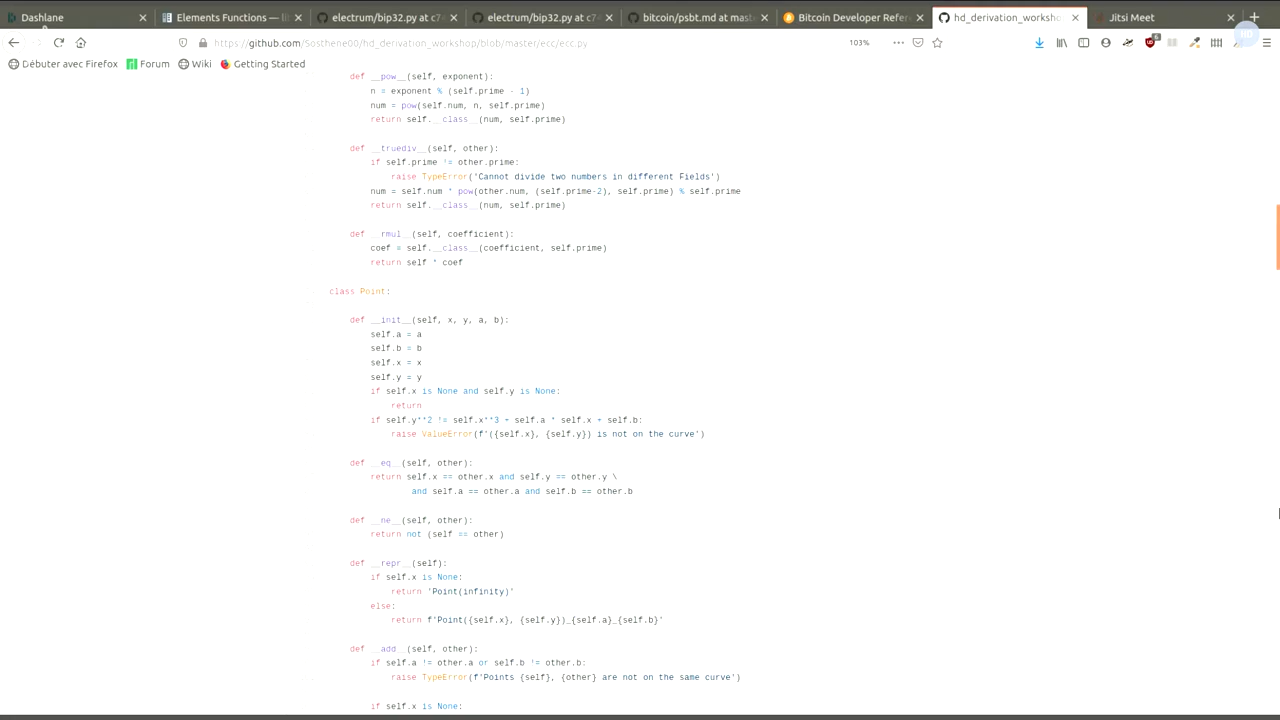 Dashlane
Elements Functions — lib
electrum/bip32.py at c74
electrum/bip32.py at c74
bitcoin/psbt.md at maste
Bitcoin Developer Refere
hd_derivation_workshop
Jitsi Meet
https://github.com/Sosthene00/hd_derivation_workshop/blob/master/ecc/ecc.py
103%
Débuter avec Firefox
Forum
Wiki
Getting Started
def __pow__(self, exponent):
n = exponent % (self.prime - 1)
num = pow(self.num, n, self.prime)
return self.__class__(num, self.prime)
def __truediv__(self, other):
if self.prime != other.prime:
raise TypeError('Cannot divide two numbers in different Fields')
num = self.num * pow(other.num, (self.prime-2), self.prime) % self.prime
return self.__class__(num, self.prime)
def __rmul__(self, coefficient):
coef = self.__class__(coefficient, self.prime)
return self * coef
class Point:
def __init__(self, x, y, a, b):
self.a = a
self.b = b
self.x = x
self.y = y
if self.x is None and self.y is None:
return
if self.y**2 != self.x**3 + self.a * self.x + self.b:
raise ValueError(f'({self.x}, {self.y}) is not on the curve')
def __eq__(self, other):
return self.x == other.x and self.y == other.y \
and self.a == other.a and self.b == other.b
def __ne__(self, other):
return not (self == other)
def __repr__(self):
if self.x is None:
return 'Point(infinity)'
else:
return f'Point({self.x}, {self.y})_{self.a}_{self.b}'
def __add__(self, other):
if self.a != other.a or self.b != other.b:
raise TypeError(f'Points {self}, {other} are not on the same curve')
if self.x is None: